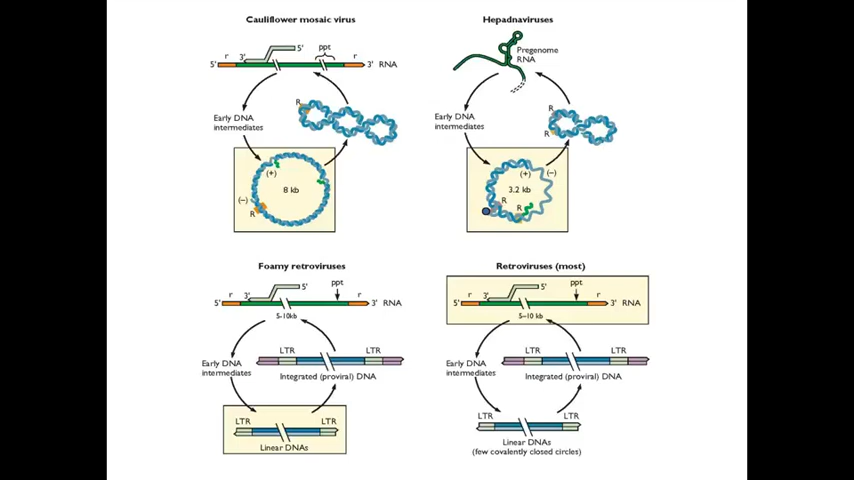 Cauliflower mosaic virus
5'
ppt
r
3'
r
5'
3' RNA
R
Early DNA
intermediates
(+)
8 kb
(–)
R
Hepadnaviruses
Pregenome
RNA
R
Early DNA
intermediates
R
(+)
(–)
3.2 kb
R
R
Foamy retroviruses
5'
ppt
r
3'
r
5'
3' RNA
5-10kb
LTR
LTR
Early DNA
intermediates
Integrated (proviral) DNA
LTR
LTR
Linear DNAs
Retroviruses (most)
5'
ppt
r
3'
r
5'
3' RNA
5–10 kb
LTR
LTR
Early DNA
intermediates
Integrated (proviral) DNA
LTR
LTR
Linear DNAs
(few covalently closed circles)